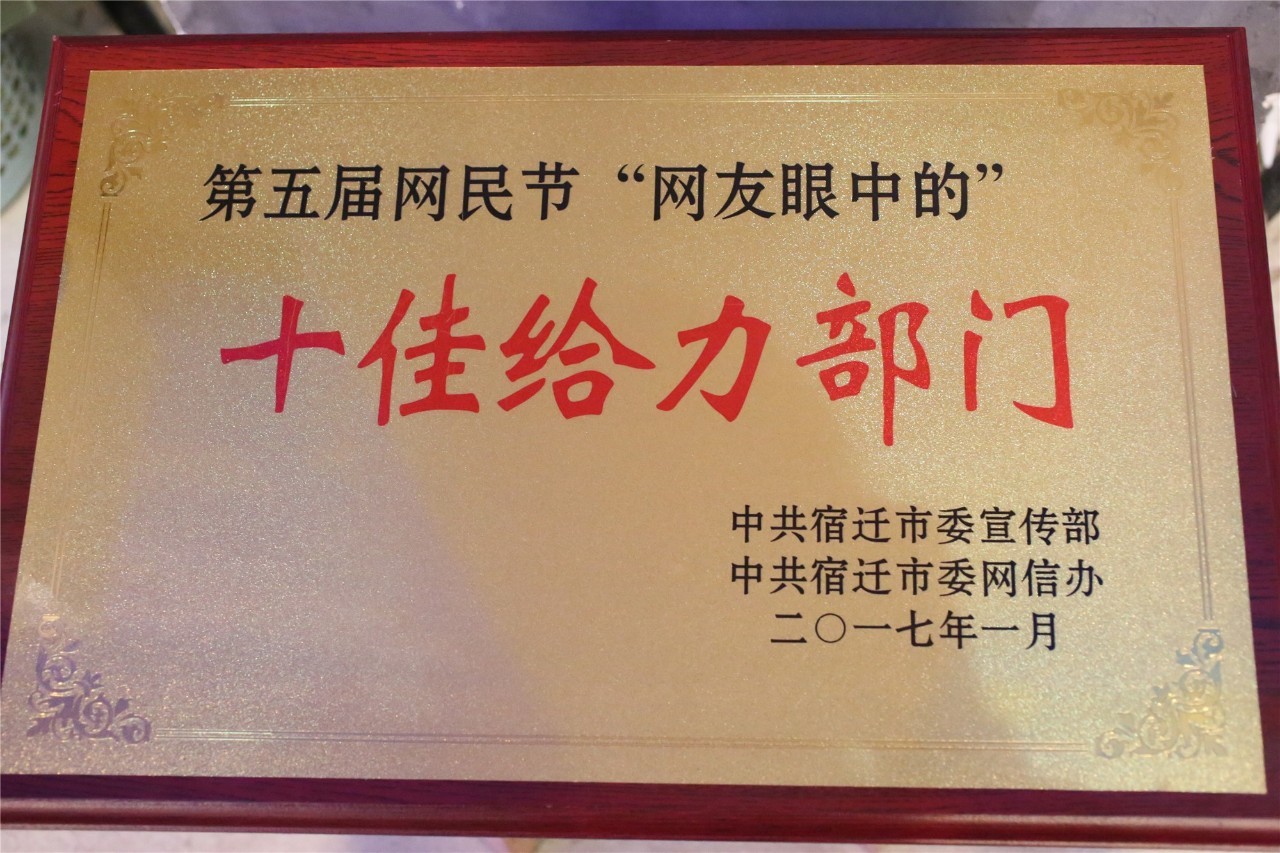 第五届网民节“网友眼中的”
十佳给力部门
中共宿迁市委宣传部
中共宿迁市委网信办
二〇一七年一月